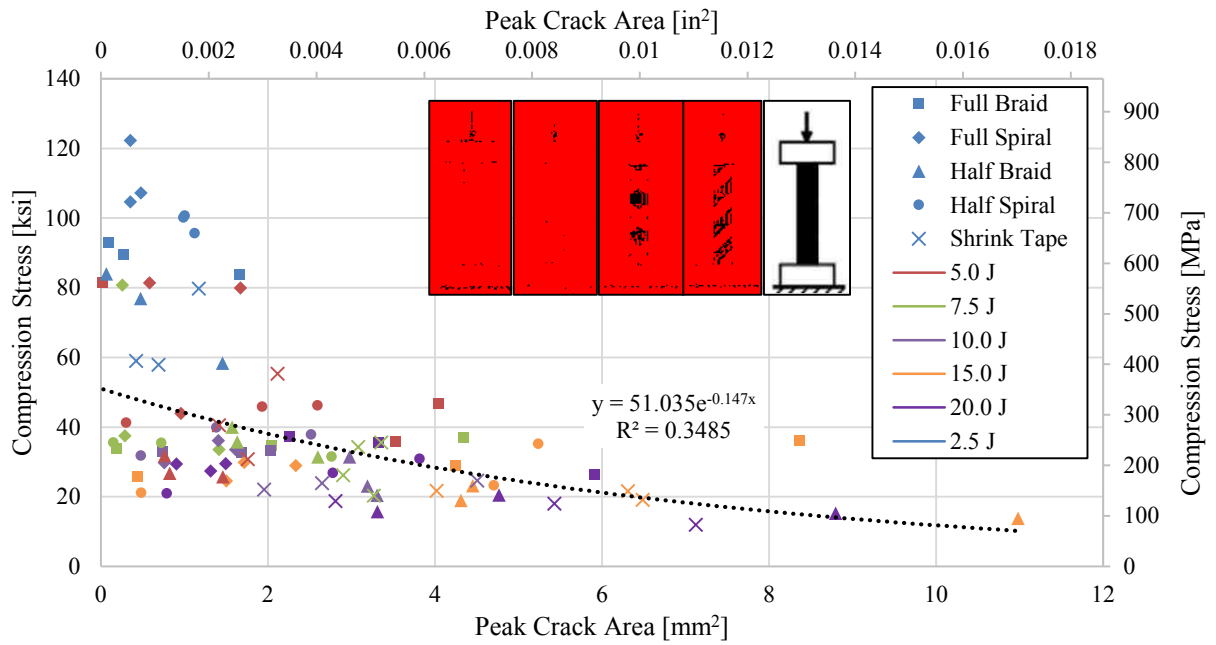 Peak Crack Area [in²]
0 0.002 0.004 0.006 0.008 0.01 0.012 0.014 0.016 0.018
140
120
100
80
60
40
20
0
Compression Stress [ksi]
900
800
700
600
500
400
300
200
100
0
Compression Stress [MPa]
Full Braid
Full Spiral
Half Braid
Half Spiral
Shrink Tape
5.0 J
7.5 J
10.0 J
15.0 J
20.0 J
2.5 J
y = 51.035e⁻⁰·¹⁴⁷ˣ
R² = 0.3485
0 2 4 6 8 10 12
Peak Crack Area [mm²]